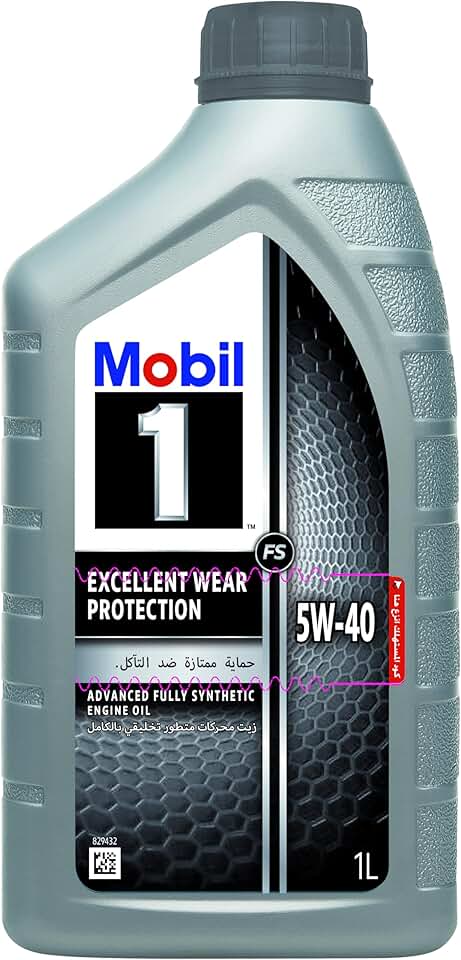 Mobil
1
TM
FS
EXCELLENT WEAR
PROTECTION
5W-40
حماية ممتازة ضد التآكل.
ADVANCED FULLY SYNTHETIC
ENGINE OIL
زيت محركات متطور تخليقي بالكامل
829432
1L